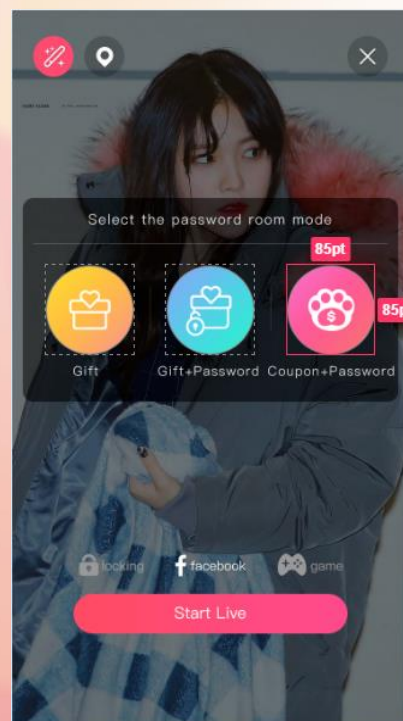 Select the password room mode
85pt
85p
Gift
Gift+Password
Coupon+Password
$
locking
facebook
game
Start Live